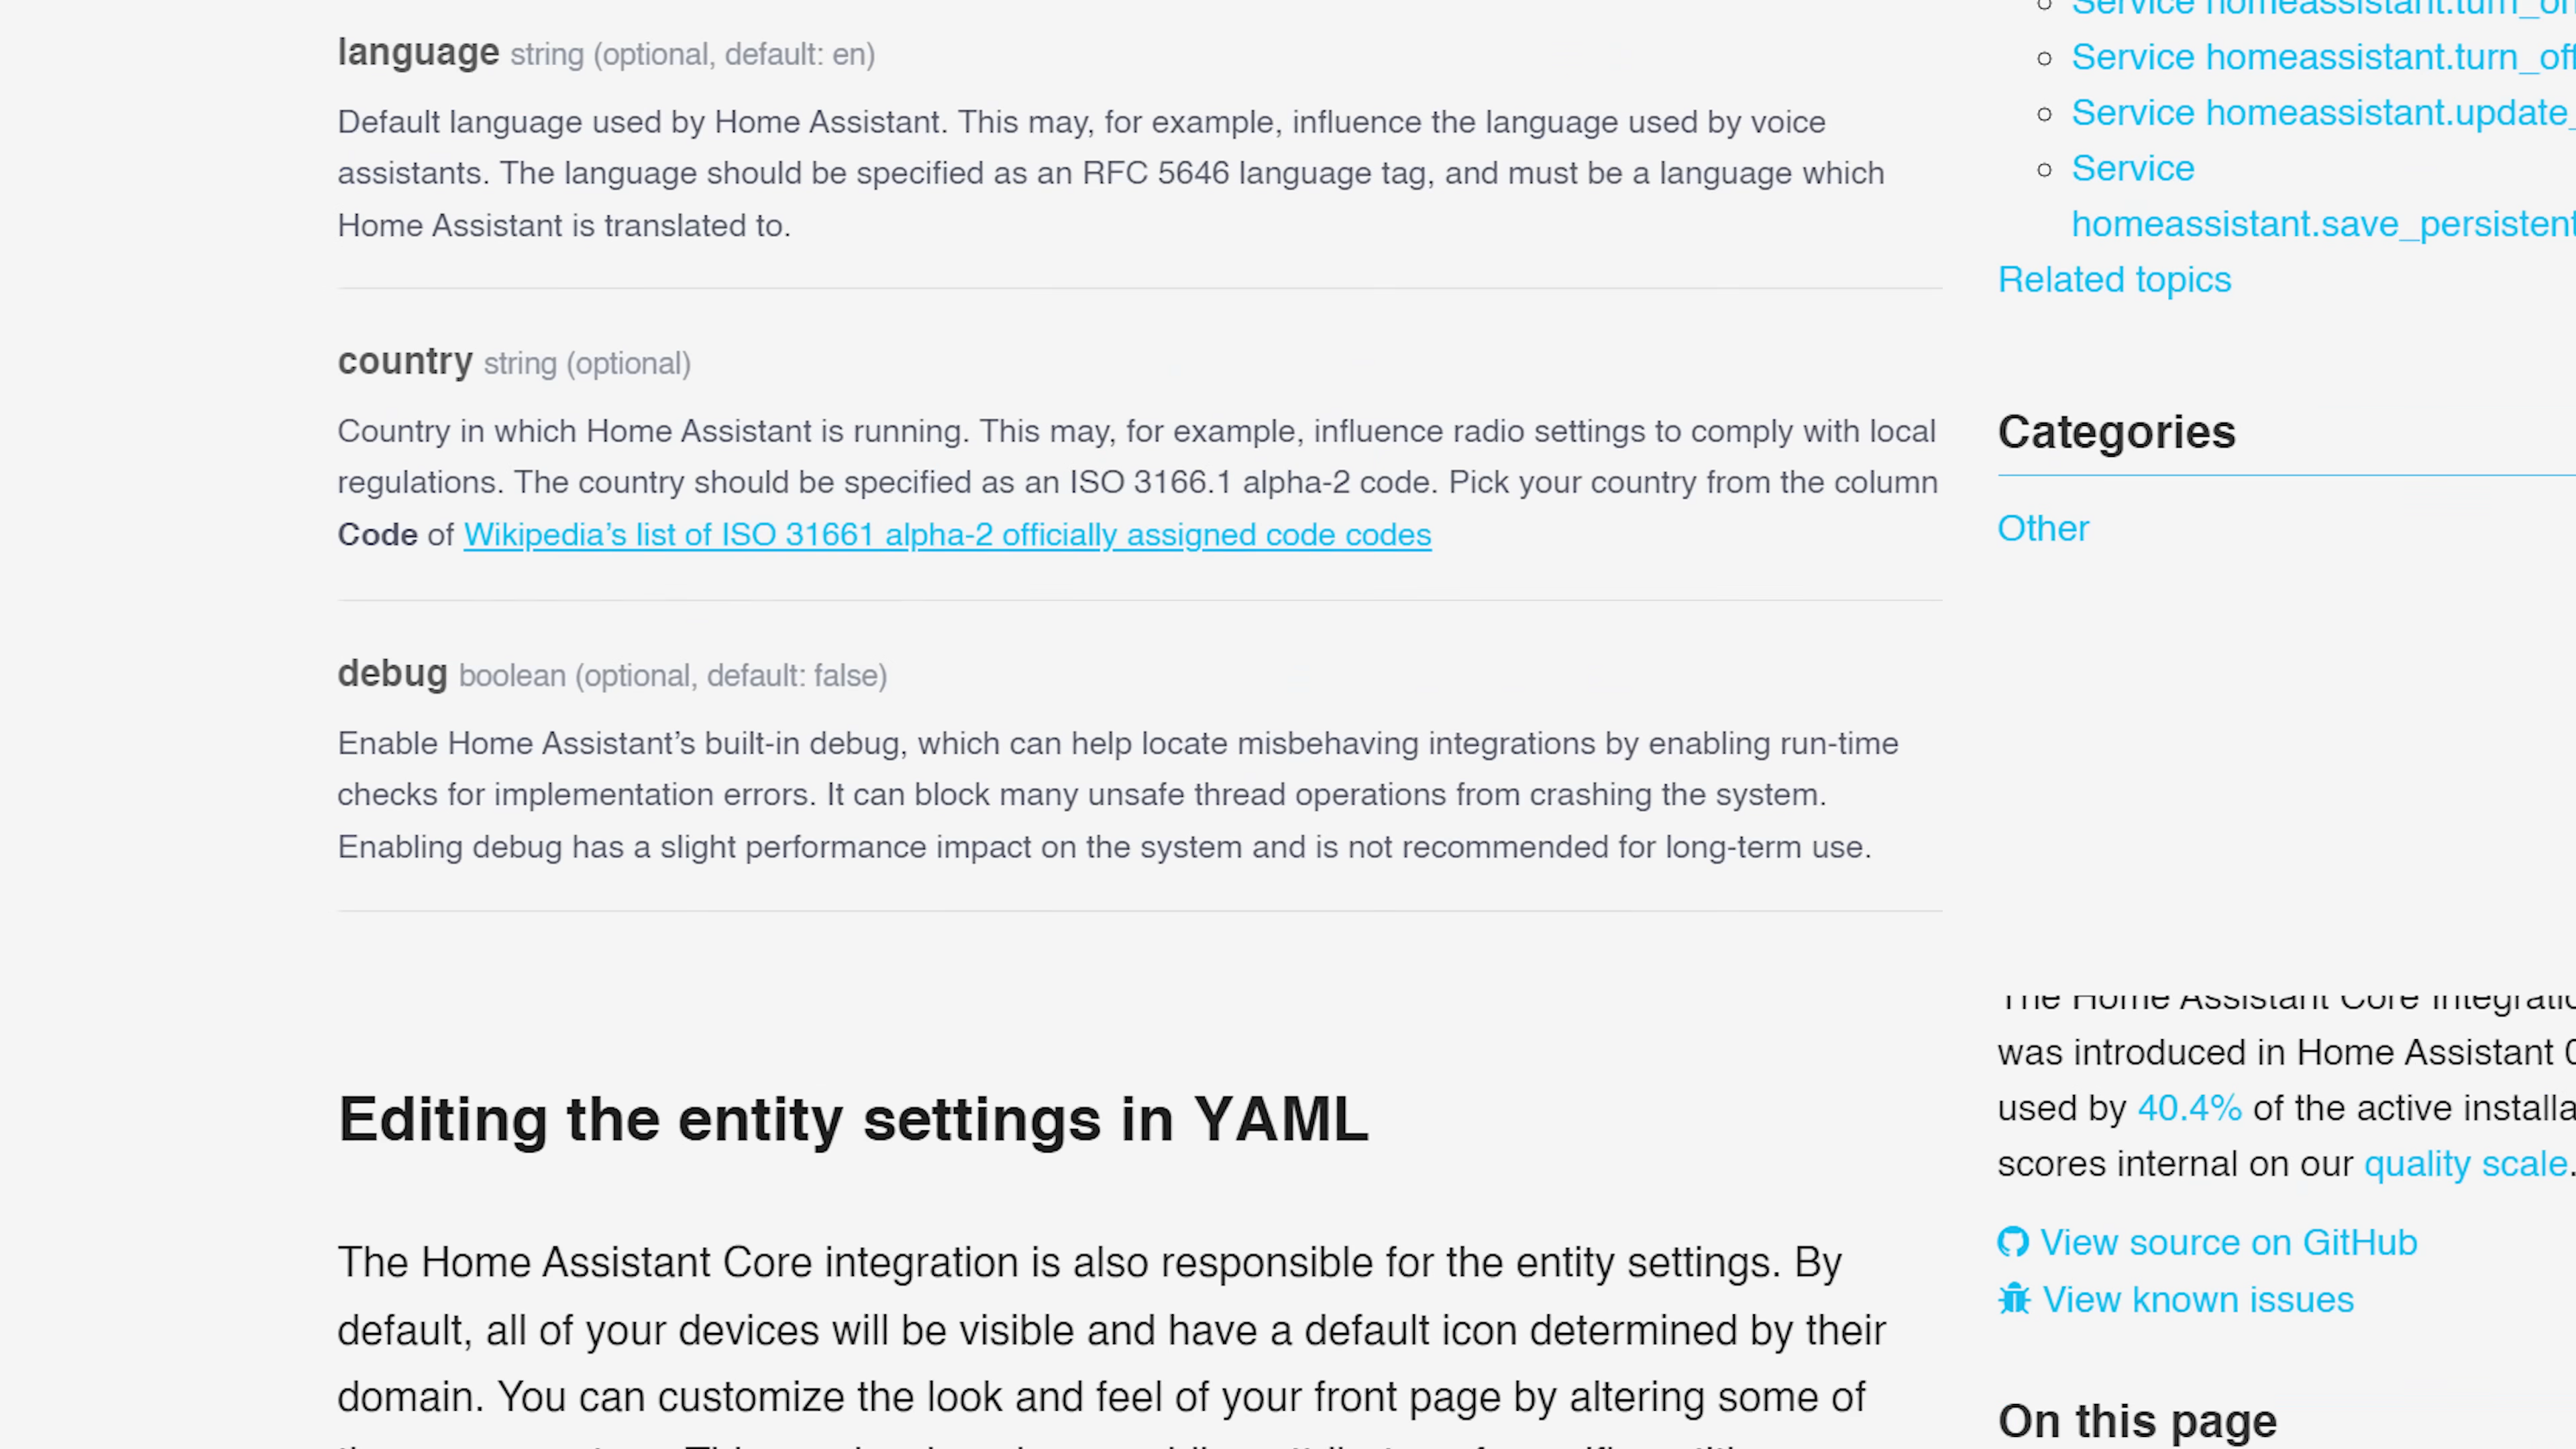 language string (optional, default: en)
Default language used by Home Assistant. This may, for example, influence the language used by voice
assistants. The language should be specified as an RFC 5646 language tag, and must be a language which
Home Assistant is translated to.
country string (optional)
Country in which Home Assistant is running. This may, for example, influence radio settings to comply with local
regulations. The country should be specified as an ISO 3166.1 alpha-2 code. Pick your country from the column
Code of Wikipedia’s list of ISO 31661 alpha-2 officially assigned code codes
debug boolean (optional, default: false)
Enable Home Assistant’s built-in debug, which can help locate misbehaving integrations by enabling run-time
checks for implementation errors. It can block many unsafe thread operations from crashing the system.
Enabling debug has a slight performance impact on the system and is not recommended for long-term use.
Editing the entity settings in YAML
The Home Assistant Core integration is also responsible for the entity settings. By
default, all of your devices will be visible and have a default icon determined by their
domain. You can customize the look and feel of your front page by altering some of
Service homeassistant.turn_on
Service homeassistant.turn_off
Service homeassistant.update_
Service
homeassistant.save_persistent
Related topics
Categories
Other
The Home Assistant Core
was introduced in Home Assistant
used by 40.4% of the active
scores internal on our quality scale.
View source on GitHub
View known issues
On this page